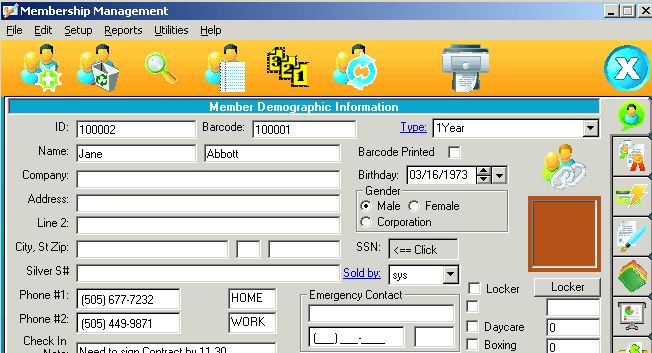 Membership Management
File Edit Setup Reports Utilities Help
3 2 1
X
Member Demographic Information
ID: 100002 Barcode: 100001 Type: 1Year
Name: Jane Abbott Barcode Printed
Company: Birthday: 03/16/1973
Gender
Address: Male Female
Line 2: Corporation
City, St Zip: SSN: <== Click
Silver S# Sold by: sys
Locker
Phone #1: (505) 677-7232 HOME Emergency Contact Locker
Phone #2: (505) 449-9871 WORK (___) ___-____ Daycare 0
Check In Boxing 0
Note: Need to sign Contract by 11.30